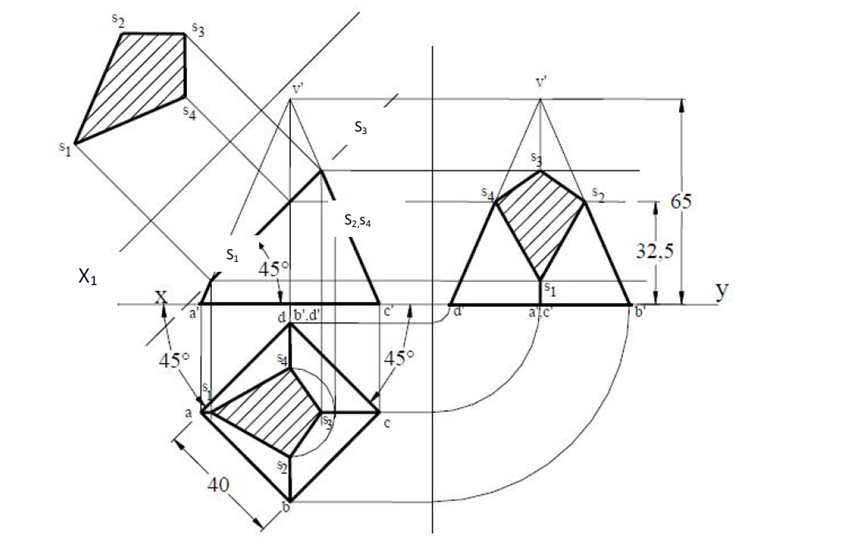 s2
s3
s4
s1
v'
S3
S2,s4
S1
45°
X1
x
a'
d b',d'
c'
v'
s3
s4
s2
65
32,5
s1
y
d'
a',c'
b'
45°
45°
s4
s1
a
s3
c
s2
40
b